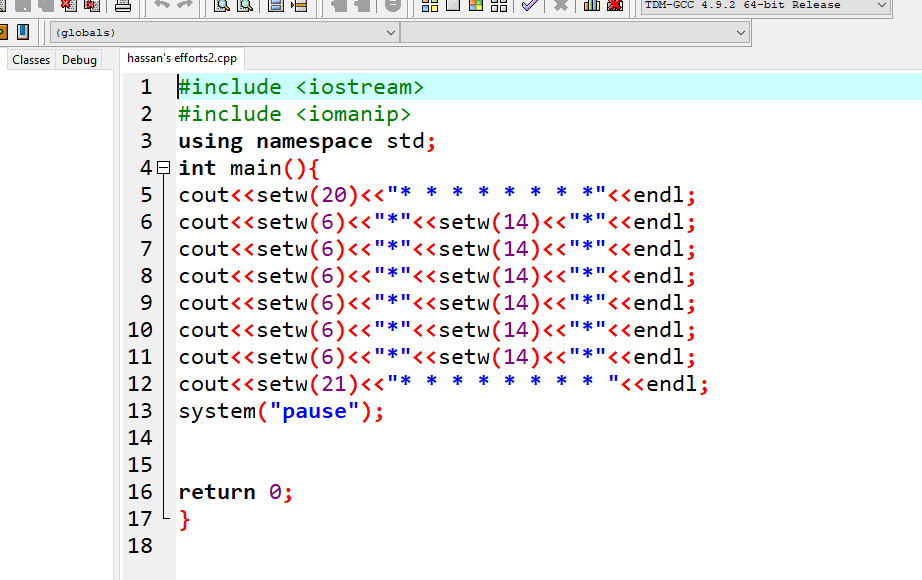 TDM-GCC 4.9.2 64-bit Release
(globals)
Classes Debug hassan's efforts2.cpp
1 #include <iostream>
2 #include <iomanip>
3 using namespace std;
4 int main(){
5 cout<<setw(20)<<"* * * * * * * *"<<endl;
6 cout<<setw(6)<<"*"<<setw(14)<<"*"<<endl;
7 cout<<setw(6)<<"*"<<setw(14)<<"*"<<endl;
8 cout<<setw(6)<<"*"<<setw(14)<<"*"<<endl;
9 cout<<setw(6)<<"*"<<setw(14)<<"*"<<endl;
10 cout<<setw(6)<<"*"<<setw(14)<<"*"<<endl;
11 cout<<setw(6)<<"*"<<setw(14)<<"*"<<endl;
12 cout<<setw(21)<<"* * * * * * * * "<<endl;
13 system("pause");
14
15
16 return 0;
17 }
18